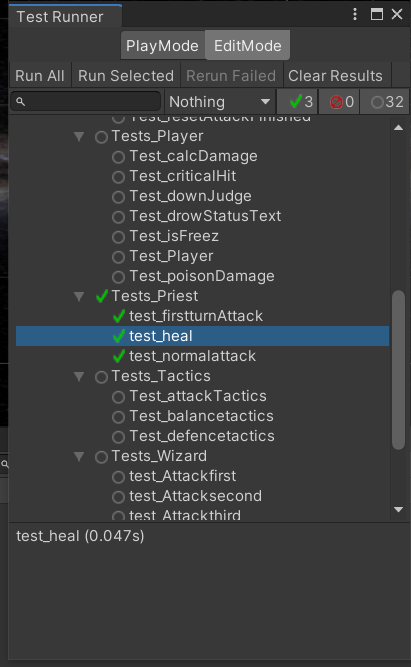 Test Runner
PlayMode EditMode
Run All Run Selected Rerun Failed Clear Results
Nothing 3 0 32
Test_resetAttackFinished
Tests_Player
Test_calcDamage
Test_criticalHit
Test_downJudge
Test_drowStatusText
Test_isFreez
Test_Player
Test_poisonDamage
Tests_Priest
test_firstturnAttack
test_heal
test_normalattack
Tests_Tactics
Test_attackTactics
Test_balancetactics
Test_defencetactics
Tests_Wizard
test_Attackfirst
test_Attacksecond
test_Attackthird
test_heal (0.047s)